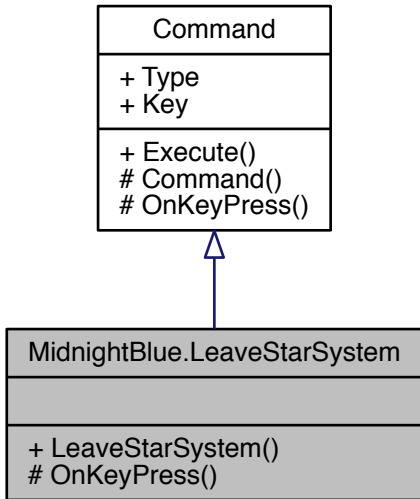 Command
+ Type
+ Key
+ Execute()
# Command()
# OnKeyPress()
MidnightBlue.LeaveStarSystem
+ LeaveStarSystem()
# OnKeyPress()